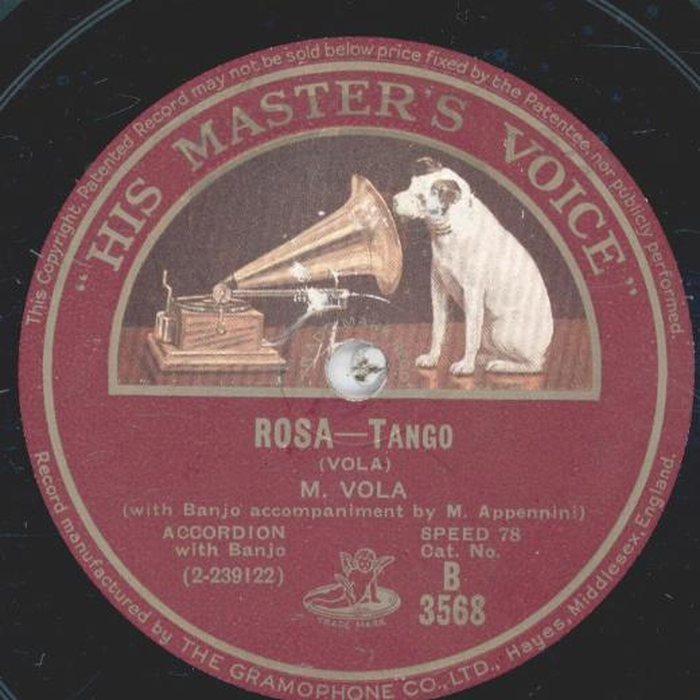 This Copyright Patented Record may not be sold below price fixed by the Patentee, nor publicly performed.
"HIS MASTER'S VOICE"
ROSA—TANGO
(VOLA)
M. VOLA
(with Banjo accompaniment by M. Appennini)
ACCORDION
with Banjo
(2-239122)
SPEED 78
Cat. No.
B
3568
TRADE MARK
Record manufactured by THE GRAMOPHONE CO., LTD., Hayes, Middlesex, England.